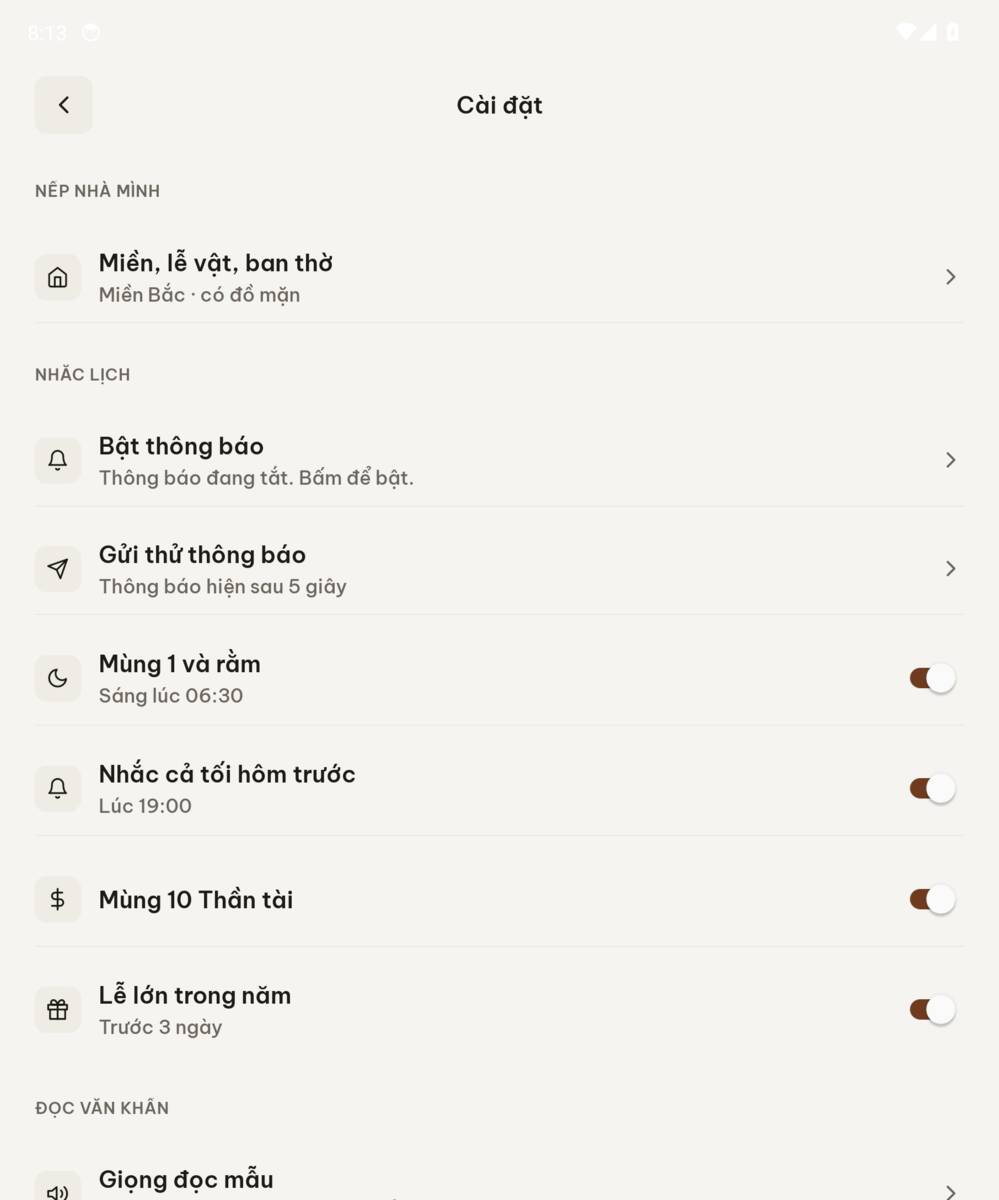 8:13
Cài đặt
NẾP NHÀ MÌNH
Miền, lễ vật, ban thờ
Miền Bắc · có đồ mặn
NHẮC LỊCH
Bật thông báo
Thông báo đang tắt. Bấm để bật.
Gửi thử thông báo
Thông báo hiện sau 5 giây
Mùng 1 và rằm
Sáng lúc 06:30
Nhắc cả tối hôm trước
Lúc 19:00
Mùng 10 Thần tài
Lễ lớn trong năm
Trước 3 ngày
ĐỌC VĂN KHẤN
Giọng đọc mẫu